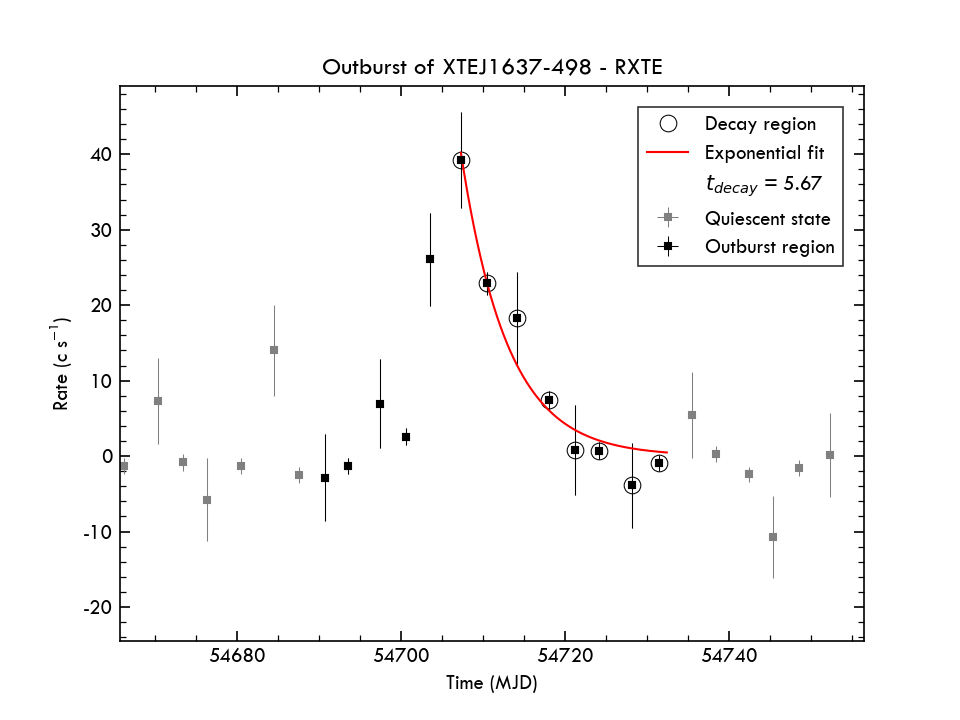 Outburst of XTEJ1637-498 - RXTE
Decay region
Exponential fit
t_decay = 5.67
Quiescent state
Outburst region
40
30
20
10
0
-10
-20
Rate (c s⁻¹)
54680 54700 54720 54740
Time (MJD)